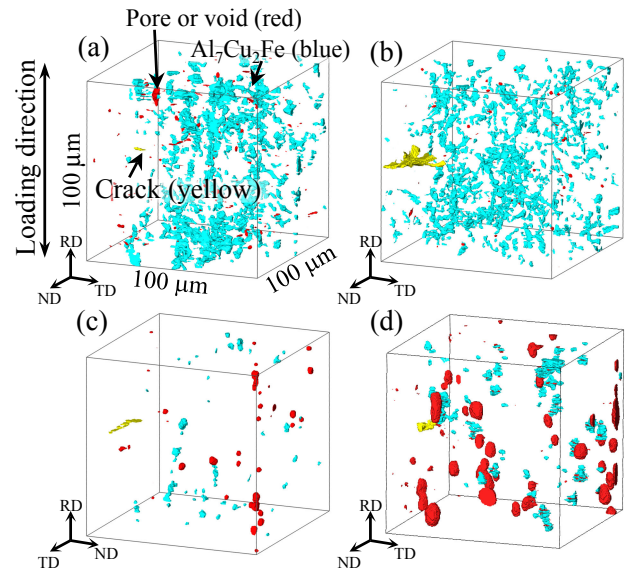 Pore or void (red)
(a)
Al₇Cu₂Fe (blue)
(b)
Loading direction
100 μm
Crack (yellow)
100 μm
100 μm
RD
ND
TD
RD
ND
TD
(c)
(d)
RD
TD
ND
RD
TD
ND